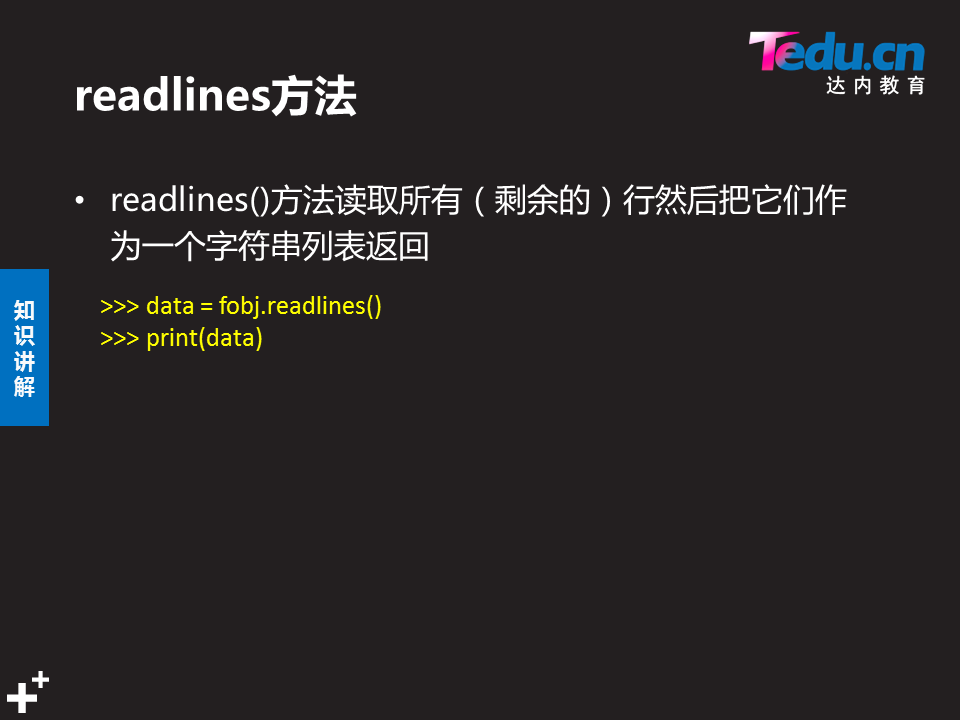 Tedu.cn
达内教育
readlines方法
• readlines()方法读取所有（剩余的）行然后把它们作
为一个字符串列表返回
>>> data = fobj.readlines()
>>> print(data)
知
识
讲
解